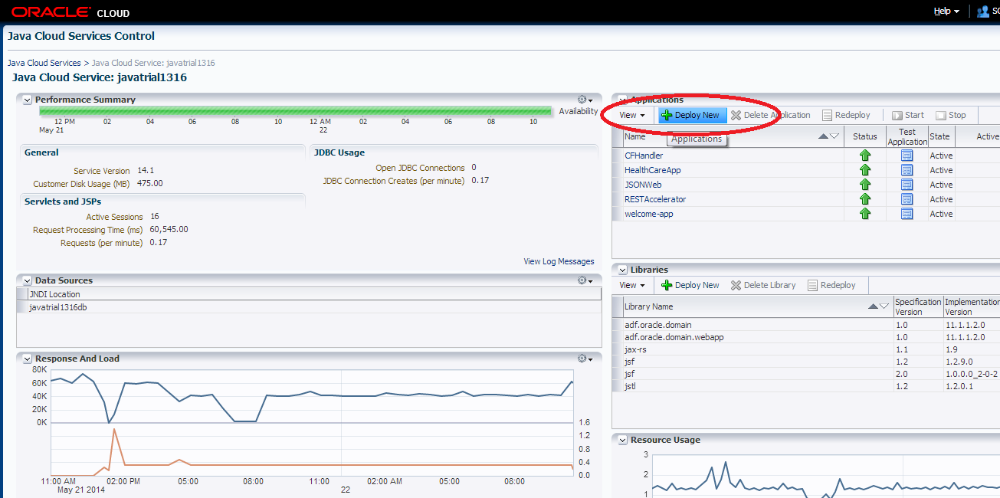 ORACLE CLOUD
Help
Java Cloud Services Control
Java Cloud Services > Java Cloud Service: javatrial1316
Java Cloud Service: javatrial1316
Performance Summary
Availability
12 PM 02 04 06 08 10 12 AM 02 04 06 08 10
May 21 22
General
Service Version 14.1
Customer Disk Usage (MB) 475.00
Servlets and JSPs
Active Sessions 16
Request Processing Time (ms) 60,545.00
Requests (per minute) 0.17
JDBC Usage
Open JDBC Connections 0
JDBC Connection Creates (per minute) 0.17
View Log Messages
Data Sources
JNDI Location
javatrial1316db
Response And Load
80K
60K
40K
20K
0K
1.6
1.2
0.8
0.4
0.0
11:00 AM 02:00 PM 05:00 08:00 11:00 02:00 AM 05:00 08:00
May 21 2014 22
Applications
View Deploy New Delete Application Redeploy Start Stop
Name Status Test Application State Active
Applications
CFHandler Active
HealthCareApp Active
JSONWeb Active
RESTAccelerator Active
welcome-app Active
Libraries
View Deploy New Delete Library Redeploy
Library Name Specification Version Implementation Version
adf.oracle.domain 1.0 11.1.1.2.0
adf.oracle.domain.webapp 1.0 11.1.1.2.0
jax-rs 1.1 1.9
jsf 1.2 1.2.9.0
jsf 2.0 1.0.0.0_2-0-2
jstl 1.2 1.2.0.1
Resource Usage
3
2
1